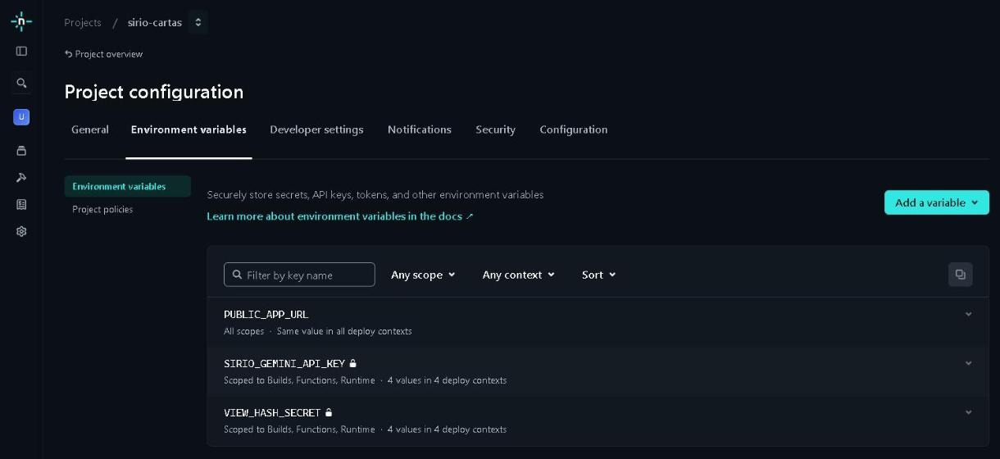 Projects / sirio-cartas
Project overview
Project configuration
General Environment variables Developer settings Notifications Security Configuration
U
Environment variables
Project policies
Securely store secrets, API keys, tokens, and other environment variables
Learn more about environment variables in the docs ↗
Add a variable
Filter by key name Any scope Any context Sort
PUBLIC_APP_URL
All scopes · Same value in all deploy contexts
SIRIO_GEMINI_API_KEY
Scoped to Builds, Functions, Runtime · 4 values in 4 deploy contexts
VIEW_HASH_SECRET
Scoped to Builds, Functions, Runtime · 4 values in 4 deploy contexts